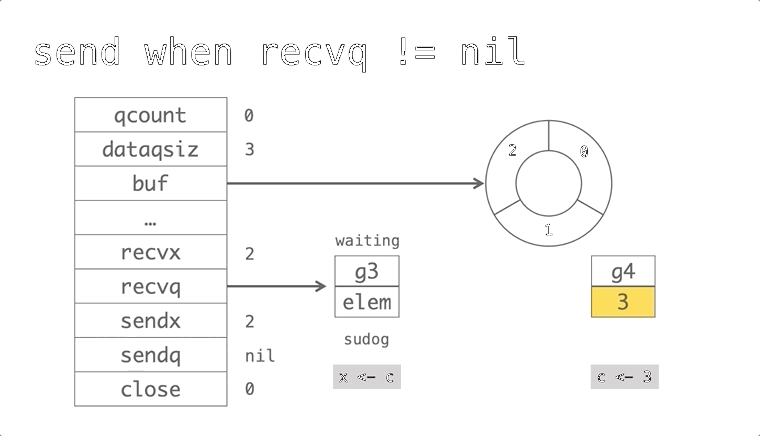 send when recvq != nil
qcount 0
dataqsiz 3
buf
…
recvx 2
recvq
sendx 2
sendq nil
close 0
2 0
1
waiting
g3
elem
sudog
x <- c
g4
3
c <- 3